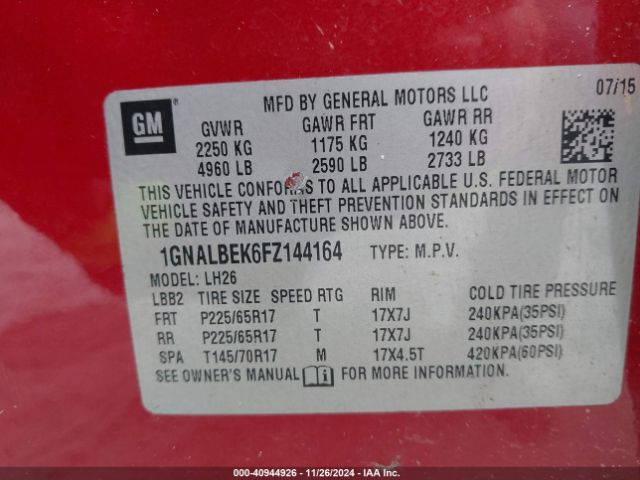 MFD BY GENERAL MOTORS LLC 07/15
GM®
GVWR GAWR FRT GAWR RR
2250 KG 1175 KG 1240 KG
4960 LB 2590 LB 2733 LB
THIS VEHICLE CONFORMS TO ALL APPLICABLE U.S. FEDERAL MOTOR
VEHICLE SAFETY AND THEFT PREVENTION STANDARDS IN EFFECT ON
THE DATE OF MANUFACTURE SHOWN ABOVE.
1GNALBEK6FZ144164 TYPE: M.P.V.
MODEL: LH26
LBB2 TIRE SIZE SPEED RTG RIM COLD TIRE PRESSURE
FRT P225/65R17 T 17X7J 240KPA(35PSI)
RR P225/65R17 T 17X7J 240KPA(35PSI)
SPA T145/70R17 M 17X4.5T 420KPA(60PSI)
SEE OWNER'S MANUAL i FOR MORE INFORMATION.
000-40944926 - 11/26/2024 - IAA Inc.